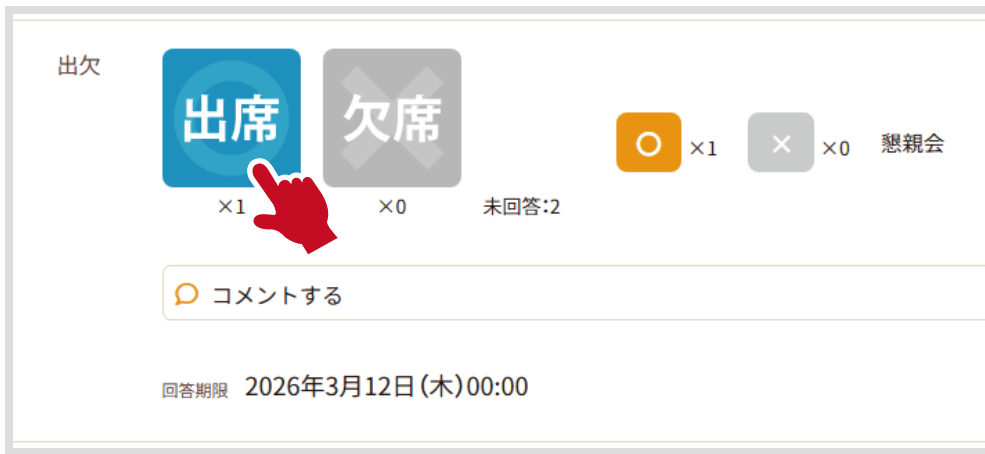 出欠
出席 欠席
○ ×1 × ×0 懇親会
×1 ×0 未回答:2
コメントする
回答期限 2026年3月12日(木)00:00